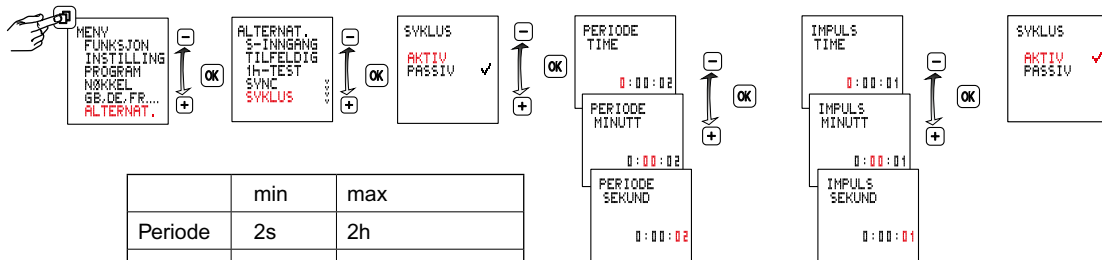 MENY
FUNKSJON
INSTILLING
PROGRAM
NØKKEL
GB,DE,FR....
ALTERNAT.
−
+
OK
ALTERNAT.
S-INNGANG
TILFELDIG
1h-TEST
SYNC
SYKLUS
−
+
OK
SYKLUS
AKTIV
PASSIV ✓
−
+
OK
PERIODE
TIME
0:00:02
PERIODE
MINUTT
0:00:02
PERIODE
SEKUND
0:00:02
−
+
OK
IMPULS
TIME
0:00:01
IMPULS
MINUTT
0:00:01
IMPULS
SEKUND
0:00:01
−
+
OK
SYKLUS
AKTIV ✓
PASSIV
min max
Periode 2s 2h